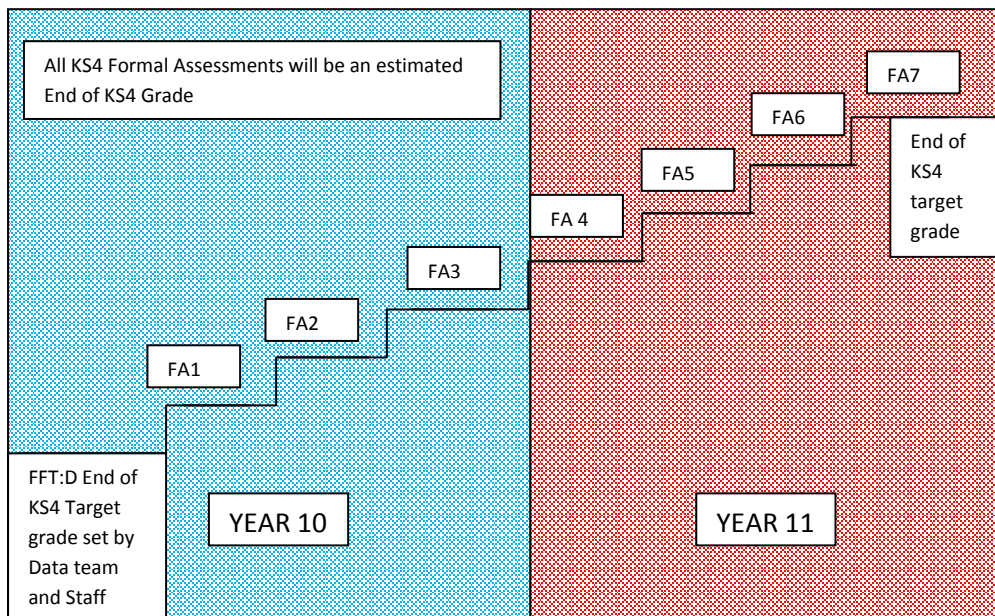 All KS4 Formal Assessments will be an estimated
End of KS4 Grade
FA1
FA2
FA3
FFT:D End of
KS4 Target
grade set by
Data team
and Staff
YEAR 10
FA 4
FA5
FA6
FA7
End of
KS4
target
grade
YEAR 11